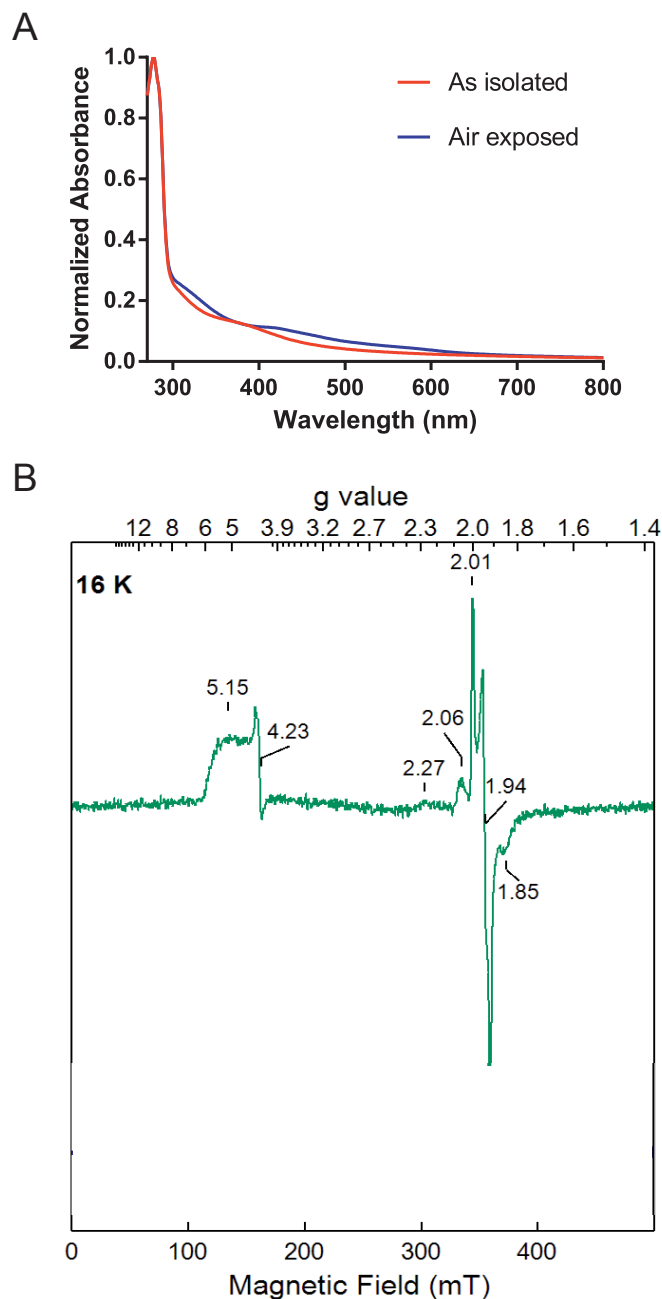 A
1.0
0.8
0.6
0.4
0.2
0.0
Normalized Absorbance
As isolated
Air exposed
300 400 500 600 700 800
Wavelength (nm)
B
g value
12 8 6 5 3.9 3.2 2.7 2.3 2.0 1.8 1.6 1.4
16 K
2.01
5.15
4.23
2.06
2.27
1.94
1.85
0 100 200 300 400
Magnetic Field (mT)